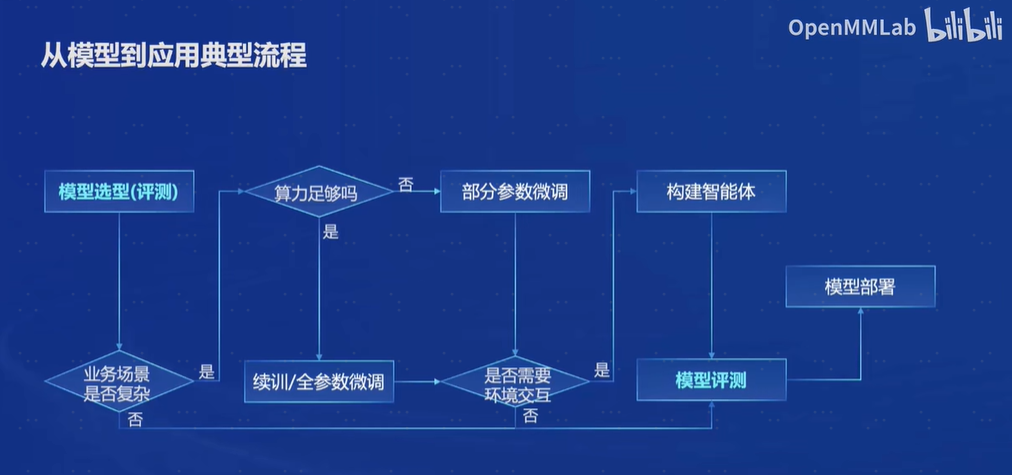 OpenMMLab bilibili
从模型到应用典型流程
模型选型(评测)
算力足够吗
否
部分参数微调
构建智能体
是
模型部署
业务场景
是否复杂
是
续训/全参数微调
是否需要
环境交互
是
模型评测
否
否